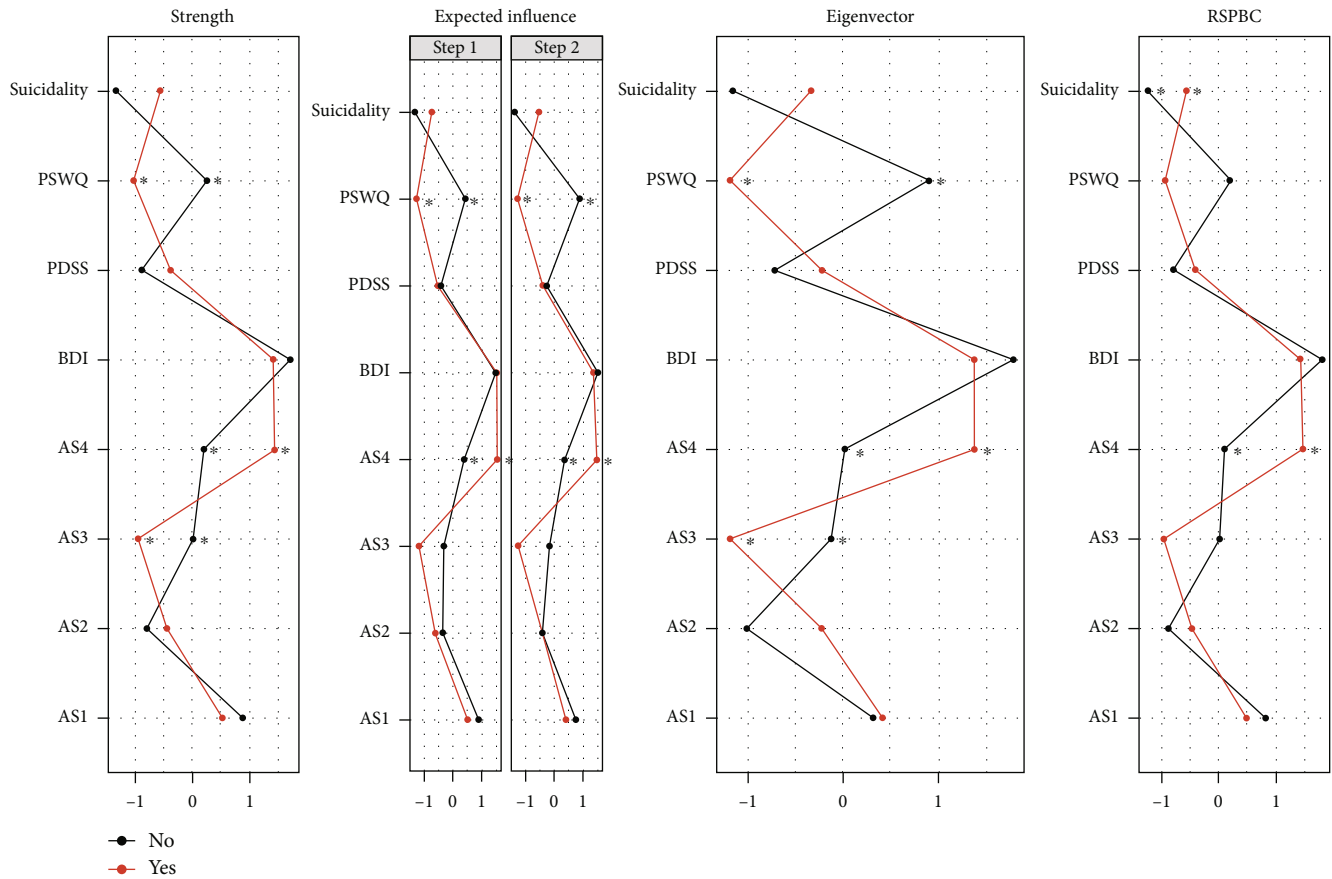 Strength
Suicidality
PSWQ
PDSS
BDI
AS4
AS3
AS2
AS1
* *
* *
* *
–1 0 1
Expected influence
Step 1 Step 2
Suicidality
PSWQ
PDSS
BDI
AS4
AS3
AS2
AS1
* * * *
* * * *
–1 0 1 –1 0 1
Eigenvector
Suicidality
PSWQ
PDSS
BDI
AS4
AS3
AS2
AS1
* *
* *
* *
–1 0 1
RSPBC
Suicidality
PSWQ
PDSS
BDI
AS4
AS3
AS2
AS1
* *
* *
–1 0 1
No
Yes